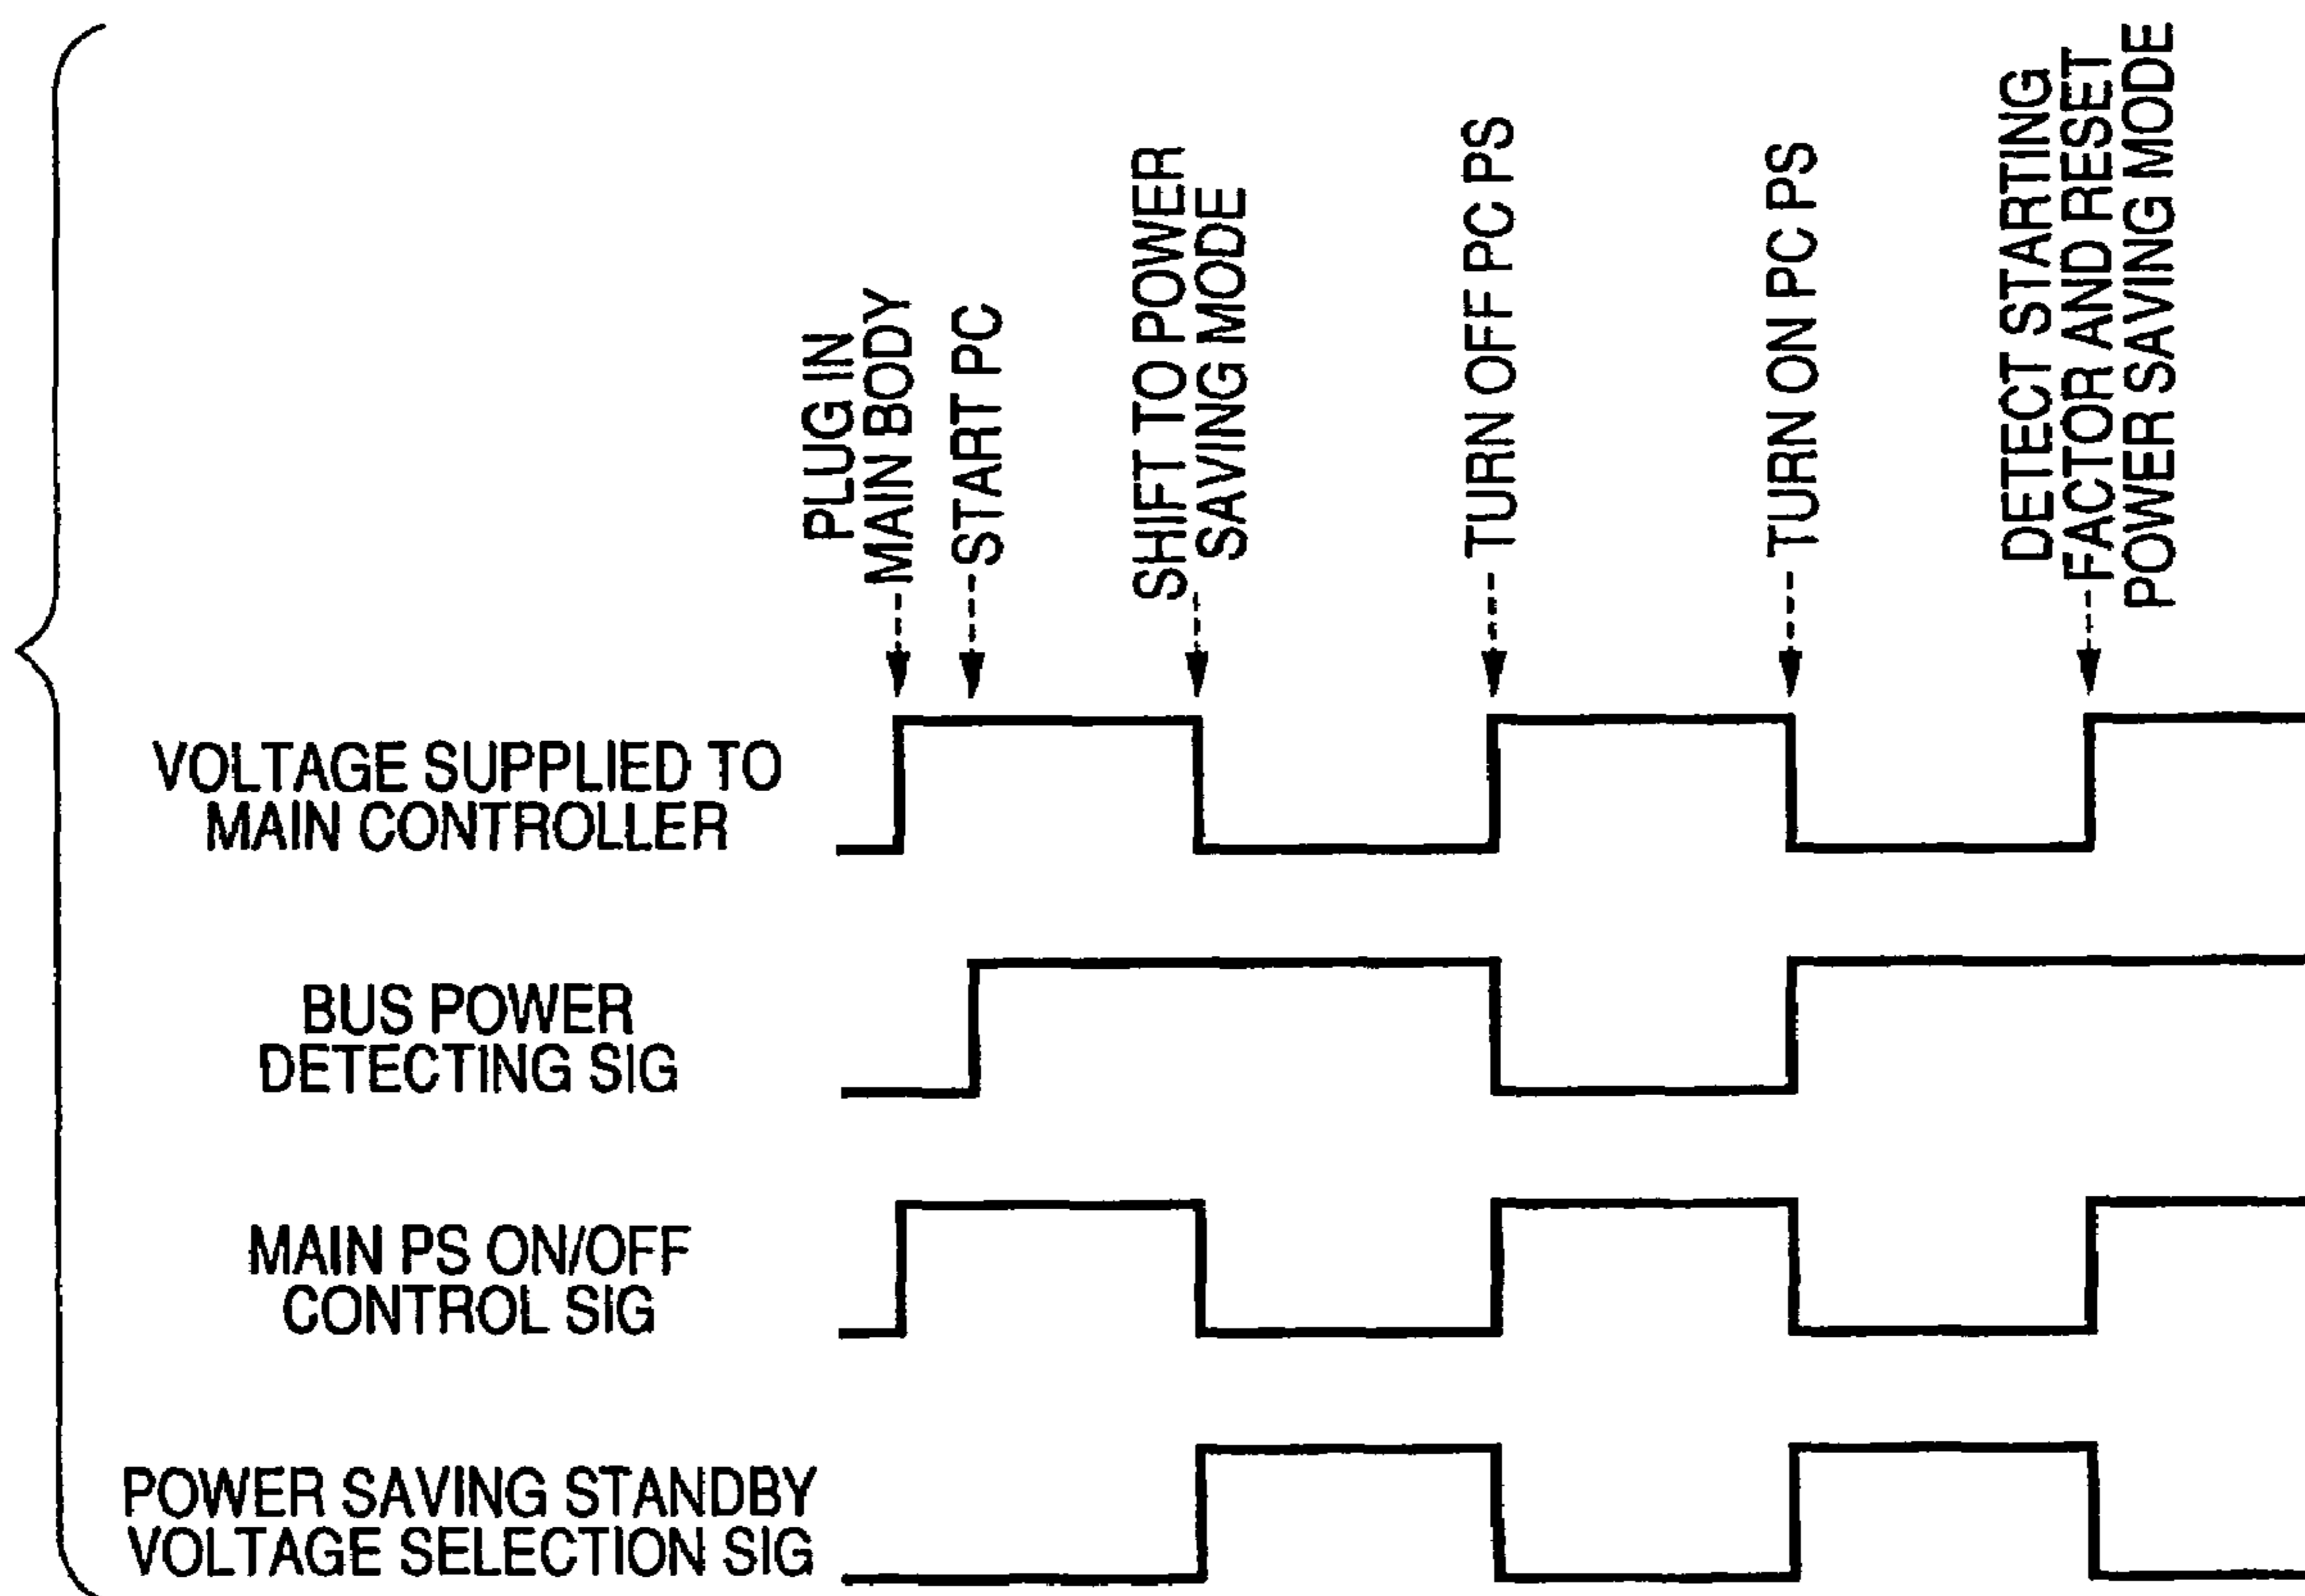 PLUG IN
MAIN BODY
START PC
SHIFT TO POWER
SAVING MODE
TURN OFF PC PS
TURN ON PC PS
DETECT STARTING
FACTOR AND RESET
POWER SAVING MODE
VOLTAGE SUPPLIED TO
MAIN CONTROLLER
BUS POWER
DETECTING SIG
MAIN PS ON/OFF
CONTROL SIG
POWER SAVING STANDBY
VOLTAGE SELECTION SIG